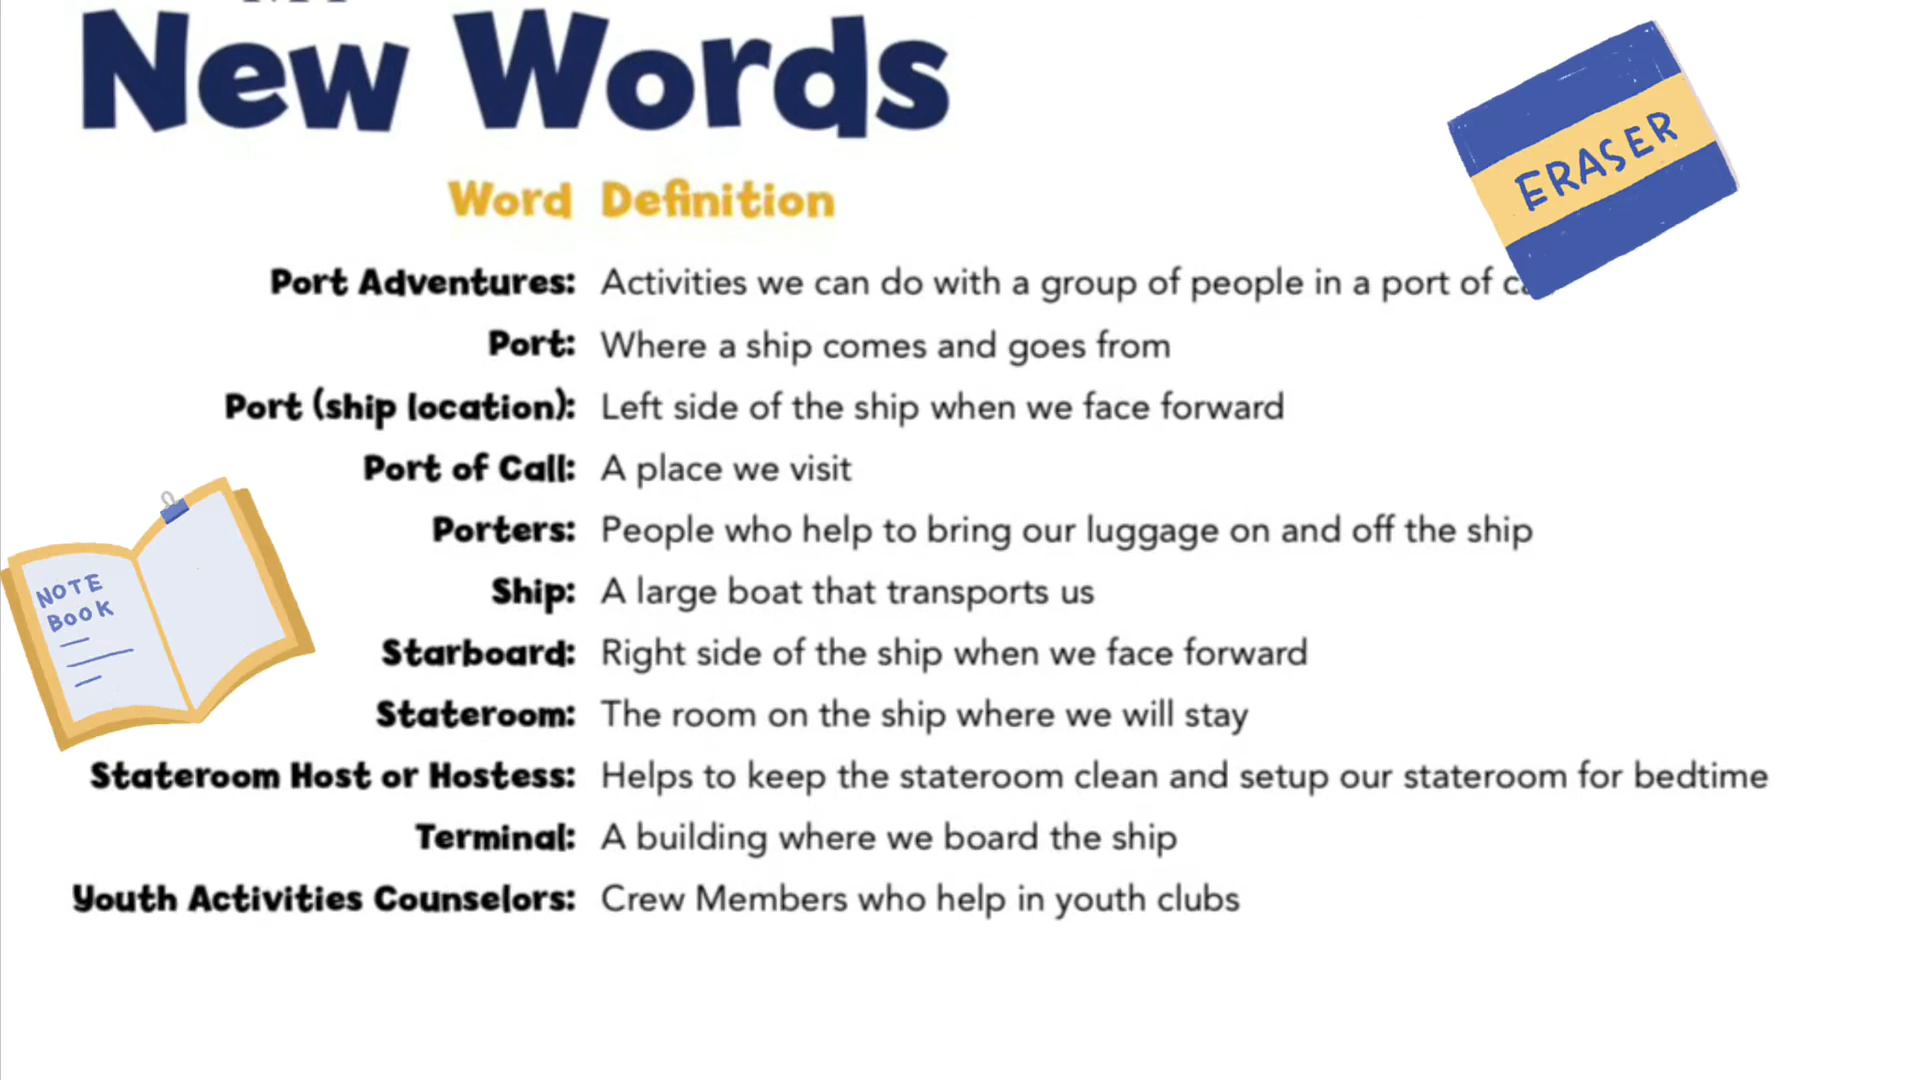 New Words
Word Definition
ERASER
Port Adventures: Activities we can do with a group of people in a port of
Port: Where a ship comes and goes from
Port (ship location): Left side of the ship when we face forward
Port of Call: A place we visit
Porters: People who help to bring our luggage on and off the ship
NOTE
BOOK
Ship: A large boat that transports us
Starboard: Right side of the ship when we face forward
Stateroom: The room on the ship where we will stay
Stateroom Host or Hostess: Helps to keep the stateroom clean and setup our stateroom for bedtime
Terminal: A building where we board the ship
Youth Activities Counselors: Crew Members who help in youth clubs